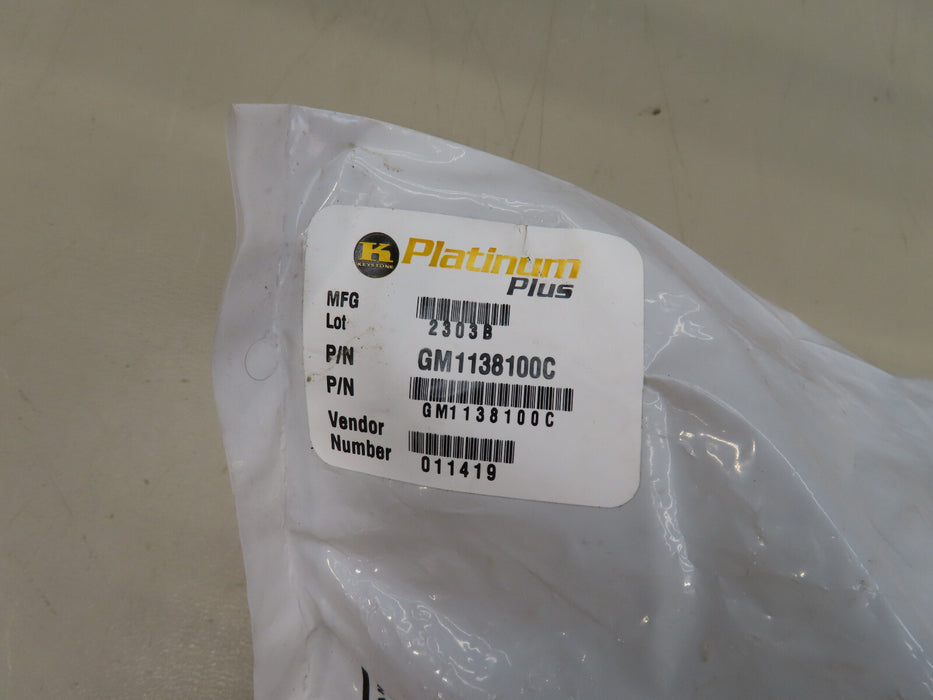 K
KEYSTONE
Platinum
Plus
MFG
Lot
2303B
P/N GM1138100C
P/N
GM1138100C
Vendor
Number
011419